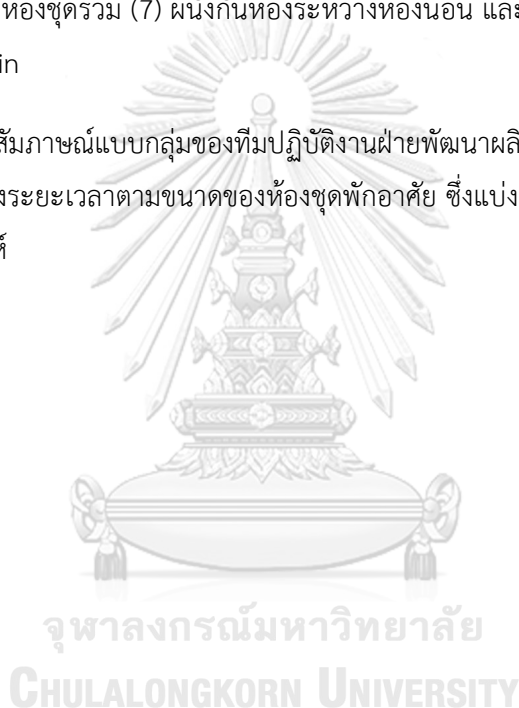 ห้องชุดรวม (7) ผนังกั้นห้องระหว่างห้องนอน และ
in
สัมภาษณ์แบบกลุ่มของทีมปฏิบัติงานฝ่ายพัฒนาผลิ
งระยะเวลาตามขนาดของห้องชุดพักอาศัย ซึ่งแบ่ง
ห์
จุฬาลงกรณ์มหาวิทยาลัย
CHULALONGKORN UNIVERSITY